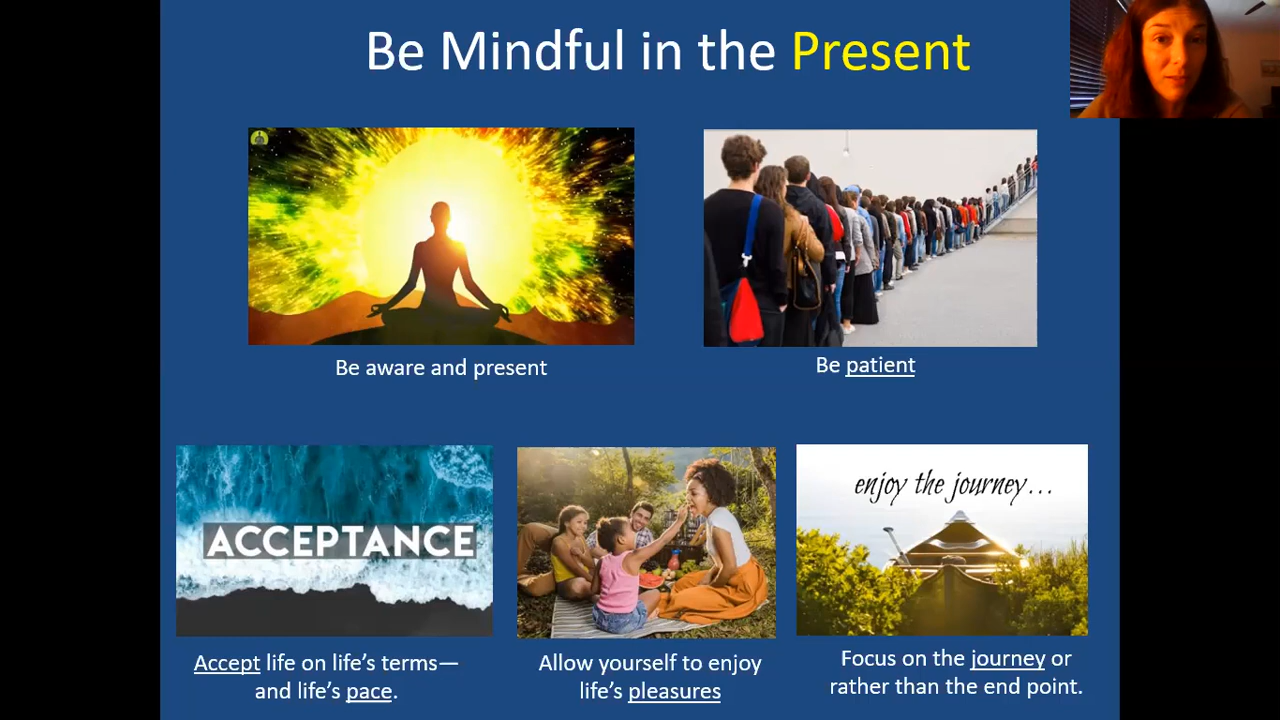 Be Mindful in the Present
Be aware and present
Be patient
ACCEPTANCE
enjoy the journey...
Accept life on life's terms—
and life's pace.
Allow yourself to enjoy
life's pleasures
Focus on the journey or
rather than the end point.